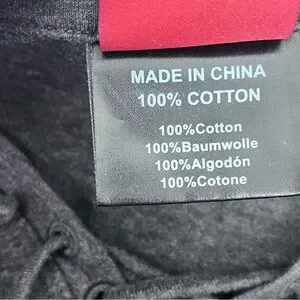 MADE IN CHINA
100% COTTON
100%Cotton
100%Baumwolle
100%Algodón
100%Cotone